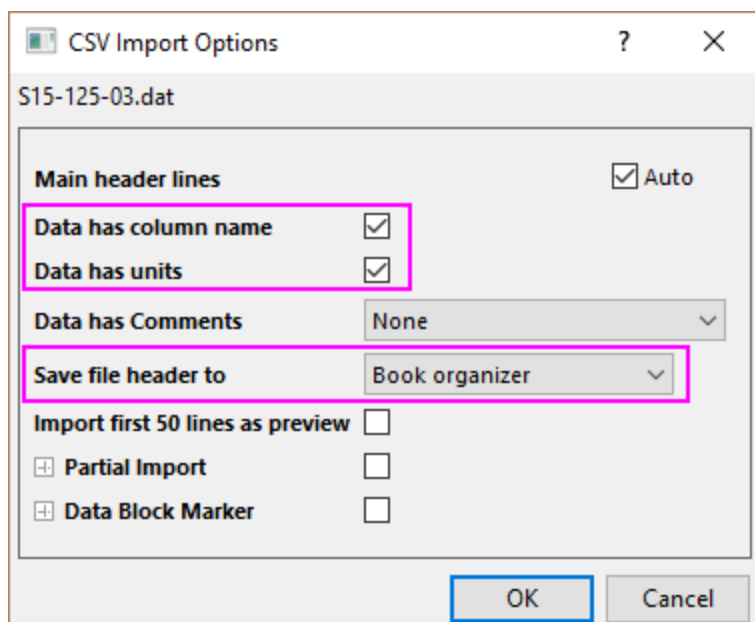 CSV Import Options ?
S15-125-03.dat
Main header lines Auto
Data has column name
Data has units
Data has Comments None
Save file header to Book organizer
Import first 50 lines as preview
Partial Import
Data Block Marker
OK Cancel